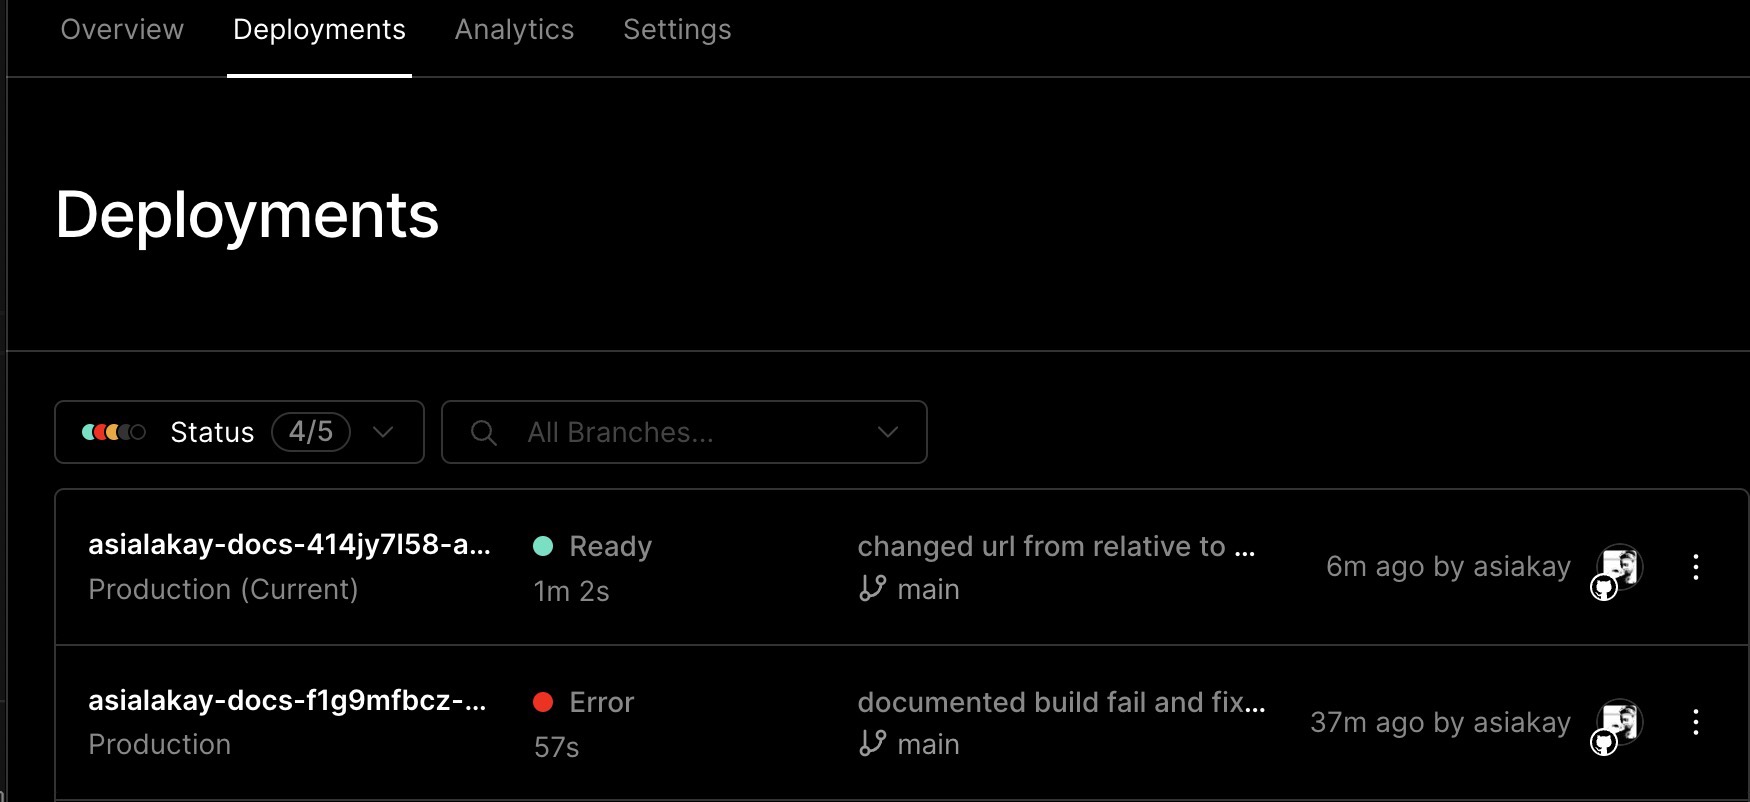 Overview Deployments Analytics Settings
Deployments
Status 4/5 All Branches...
asialakay-docs-414jy7l58-a... Ready changed url from relative to ... 6m ago by asiakay
Production (Current) 1m 2s main
asialakay-docs-f1g9mfbcz-... Error documented build fail and fix... 37m ago by asiakay
Production 57s main